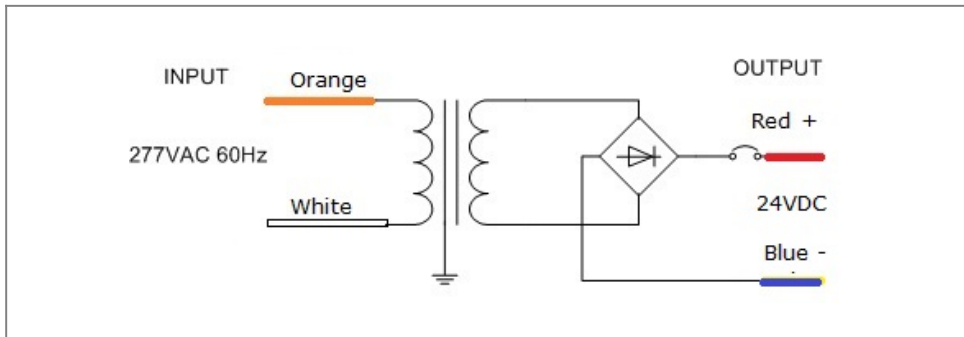 INPUT
Orange
277VAC 60Hz
White
OUTPUT
Red +
24VDC
Blue -